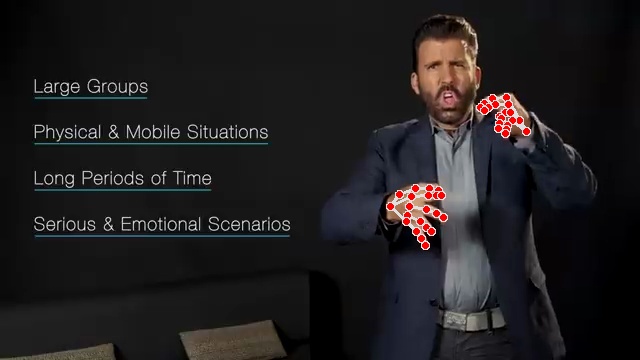 Large Groups
Physical & Mobile Situations
Long Periods of Time
Serious & Emotional Scenarios